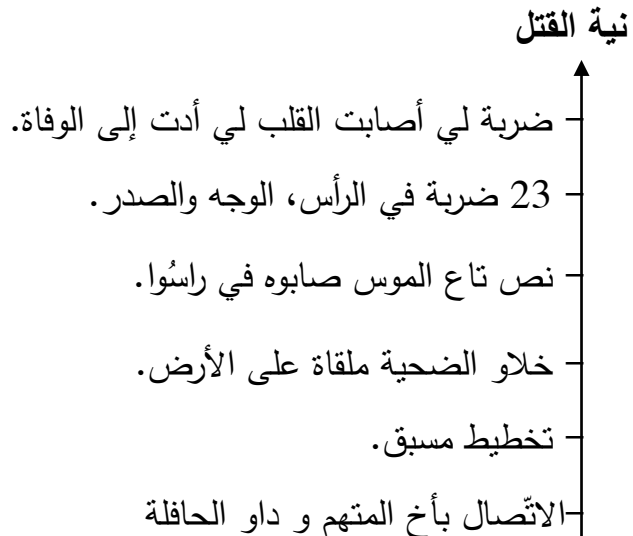 نية القتل
ضربة لي أصابت القلب لي أدت إلى الوفاة.
23 ضربة في الرأس، الوجه والصدر.
نص تاع الموس صابوه في راسُوا.
خلاو الضحية ملقاة على الأرض.
تخطيط مسبق.
الاتّصال بأخ المتهم و داو الحافلة